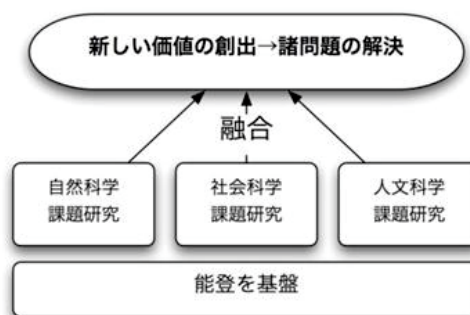 新しい価値の創出→諸問題の解決
融合
自然科学
課題研究
社会科学
課題研究
人文科学
課題研究
能登を基盤